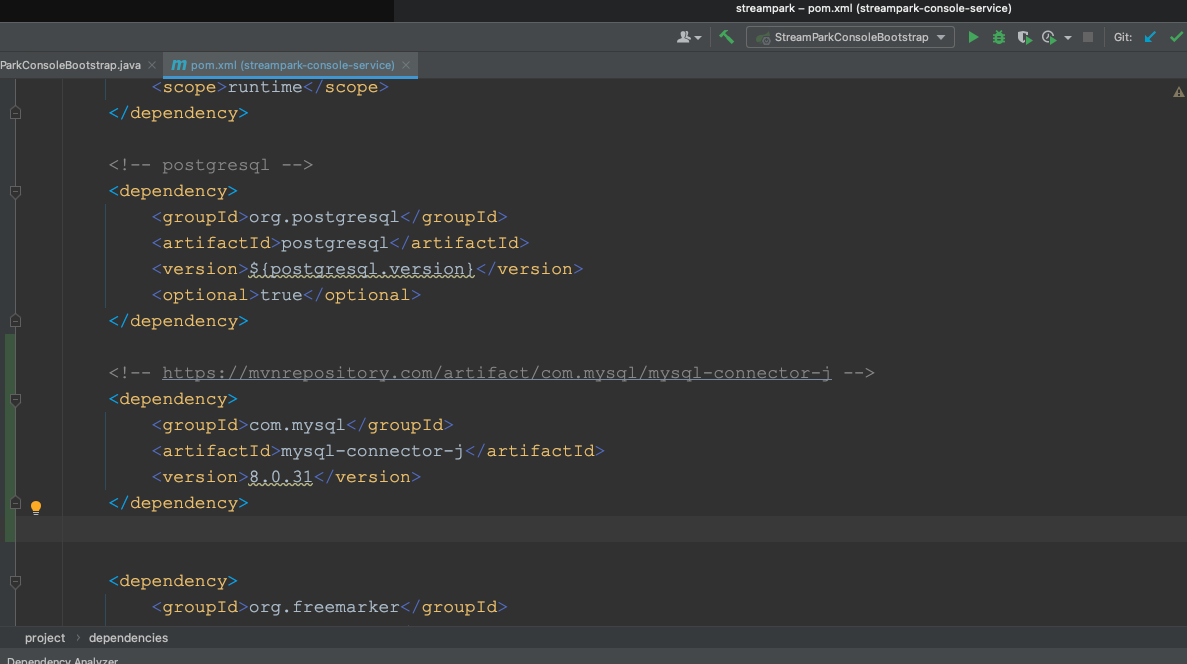 streampark – pom.xml (streampark-console-service)
StreamParkConsoleBootstrap
Git:
ParkConsoleBootstrap.java
m pom.xml (streampark-console-service)
<scope>runtime</scope>
</dependency>
<!-- postgresql -->
<dependency>
<groupId>org.postgresql</groupId>
<artifactId>postgresql</artifactId>
<version>${postgresql.version}</version>
<optional>true</optional>
</dependency>
<!-- https://mvnrepository.com/artifact/com.mysql/mysql-connector-j -->
<dependency>
<groupId>com.mysql</groupId>
<artifactId>mysql-connector-j</artifactId>
<version>8.0.31</version>
</dependency>
<dependency>
<groupId>org.freemarker</groupId>
project › dependencies
Dependency Analyzer